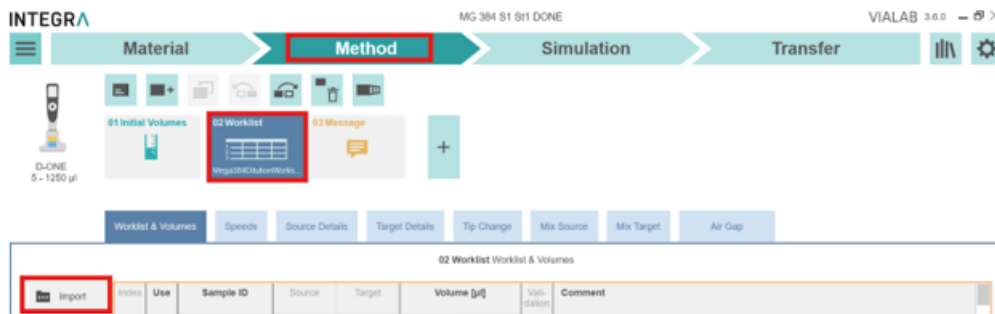 INTEGRA
MG 384 S1 St1 DONE
VIALAB 3.6.0
Material
Method
Simulation
Transfer
01 Initial Volumes
02 Worklist
03 Message
Mega384DilutionWorks...
+
D-ONE
5 - 1250 µl
Worklist & Volumes
Speeds
Source Details
Target Details
Tip Change
Mix Source
Mix Target
Air Gap
02 Worklist Worklist & Volumes
Import
Index
Use
Sample ID
Source
Target
Volume [µl]
Vali-
dation
Comment